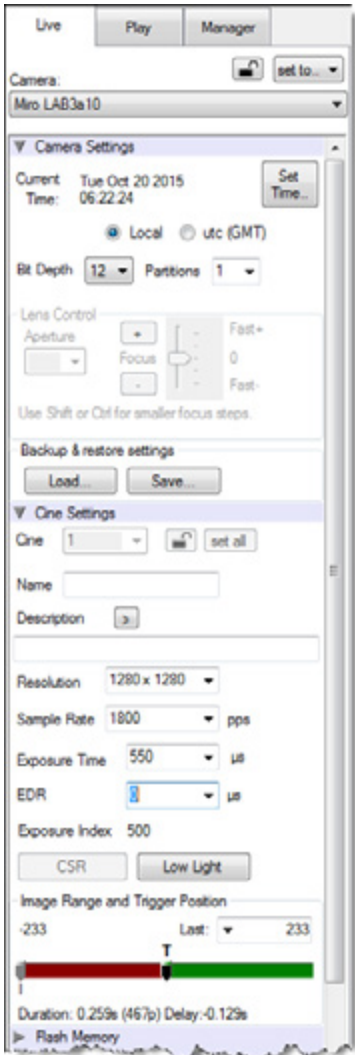 Live Play Manager
set to...
Camera:
Miro LAB3a10
Camera Settings
Current Time: Tue Oct 20 2015 06:22:24
Set Time...
Local utc (GMT)
Bit Depth 12 Partitions 1
Lens Control
Aperture + Fast+
Focus 0
- Fast-
Use Shift or Ctrl for smaller focus steps.
Backup & restore settings
Load... Save...
Cine Settings
Cine 1 set all
Name
Description >
Resolution 1280 x 1280
Sample Rate 1800 pps
Exposure Time 550 µs
EDR 0 µs
Exposure Index 500
CSR Low Light
Image Range and Trigger Position
-233 Last: 233
T
I
Duration: 0.259s (467p) Delay:-0.129s
Flash Memory